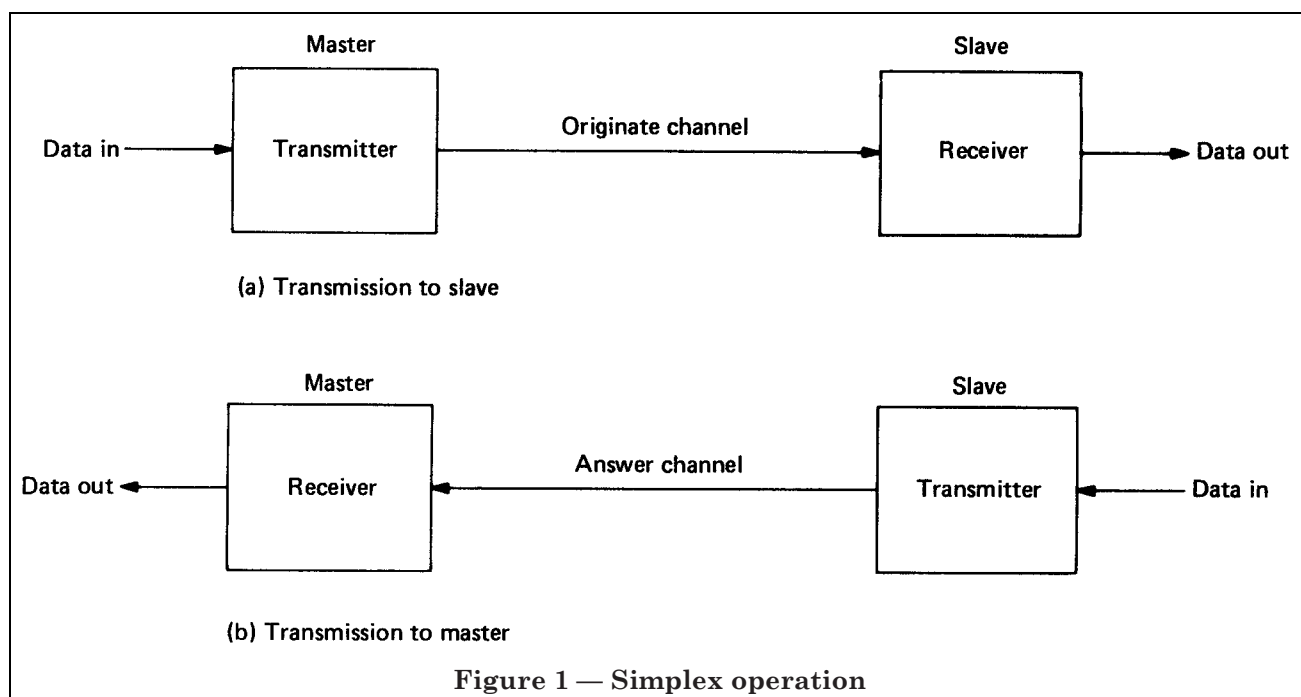 Master
Slave
Data in
Transmitter
Originate channel
Receiver
Data out
(a) Transmission to slave
Master
Slave
Data out
Receiver
Answer channel
Transmitter
Data in
(b) Transmission to master
Figure 1 — Simplex operation